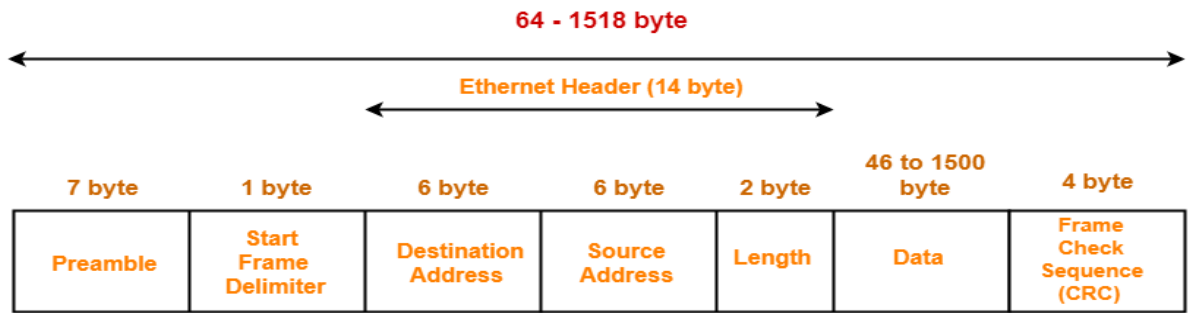 64 - 1518 byte
Ethernet Header (14 byte)
7 byte
1 byte
6 byte
6 byte
2 byte
46 to 1500
byte
4 byte
Preamble
Start
Frame
Delimiter
Destination
Address
Source
Address
Length
Data
Frame
Check
Sequence
(CRC)